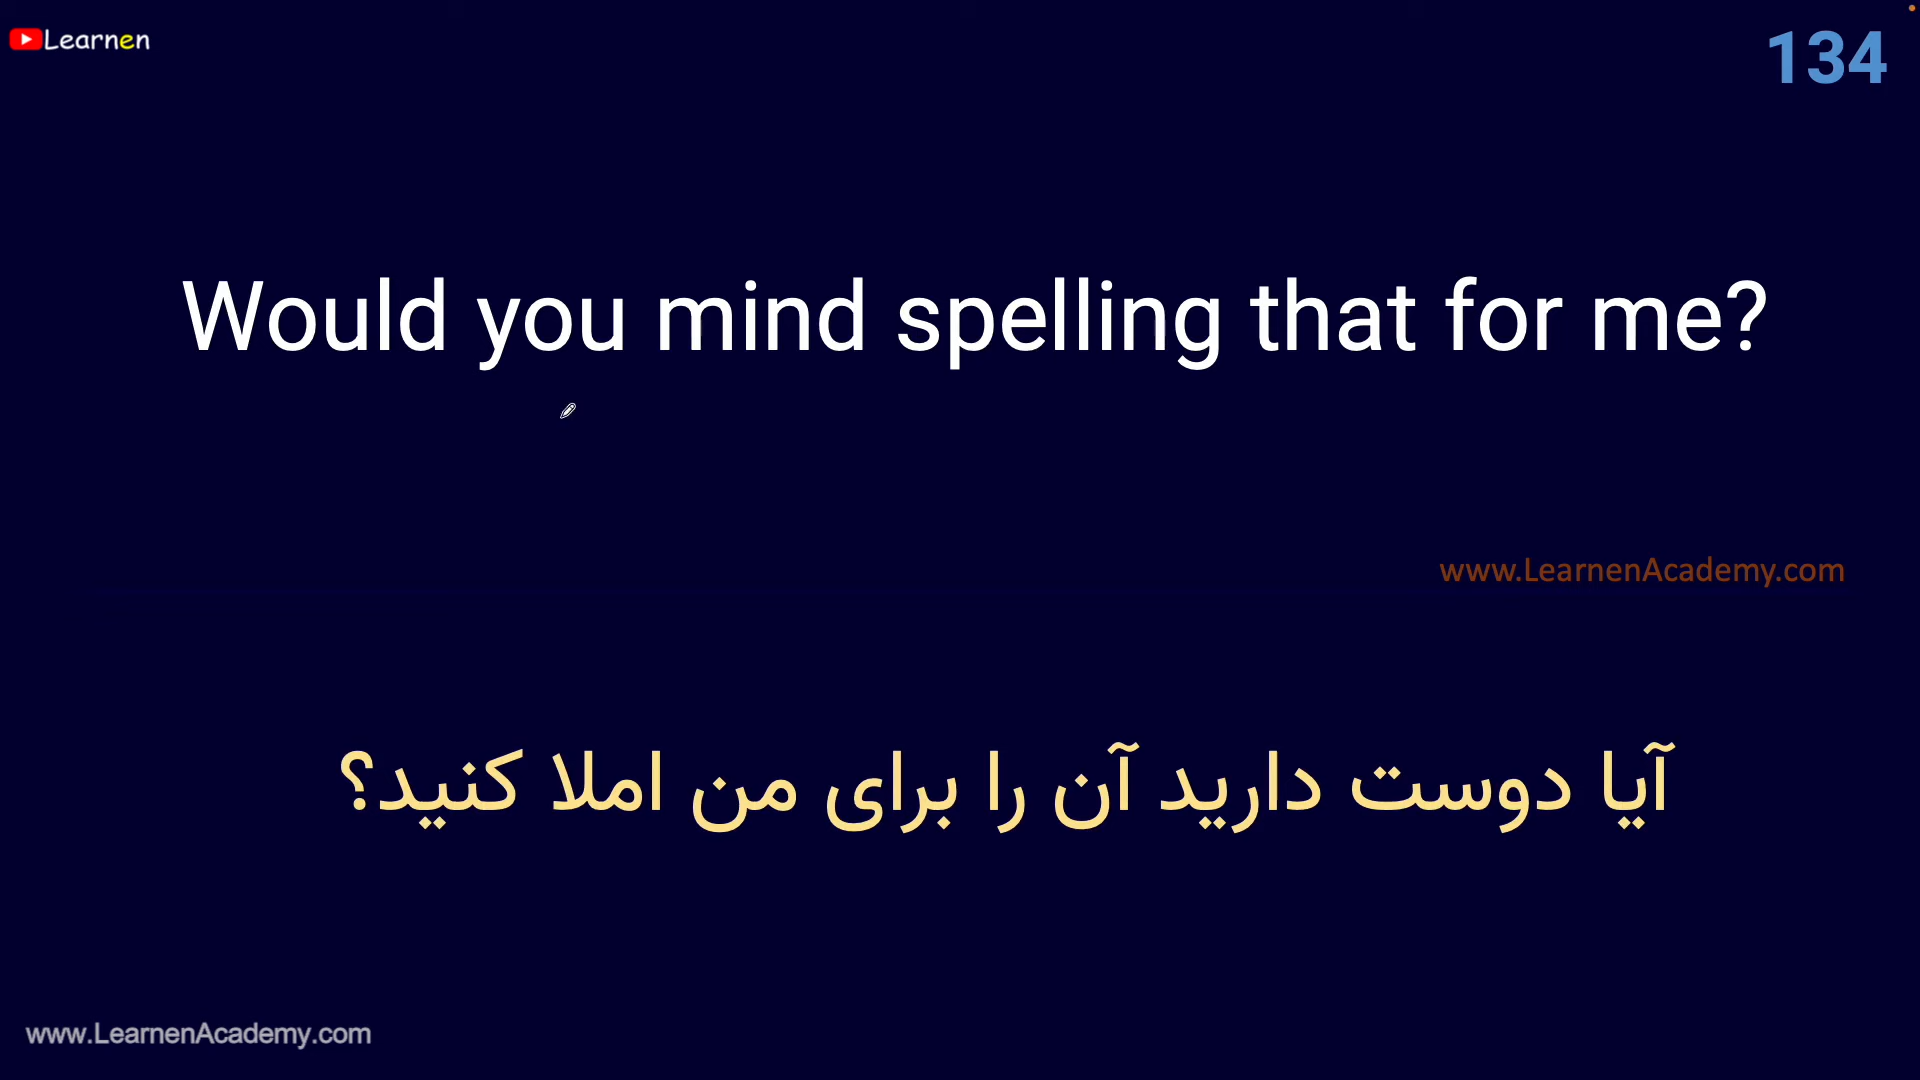 Learnen
134
Would you mind spelling that for me?
www.LearnenAcademy.com
آیا دوست دارید آن را برای من املا کنید؟
www.LearnenAcademy.com